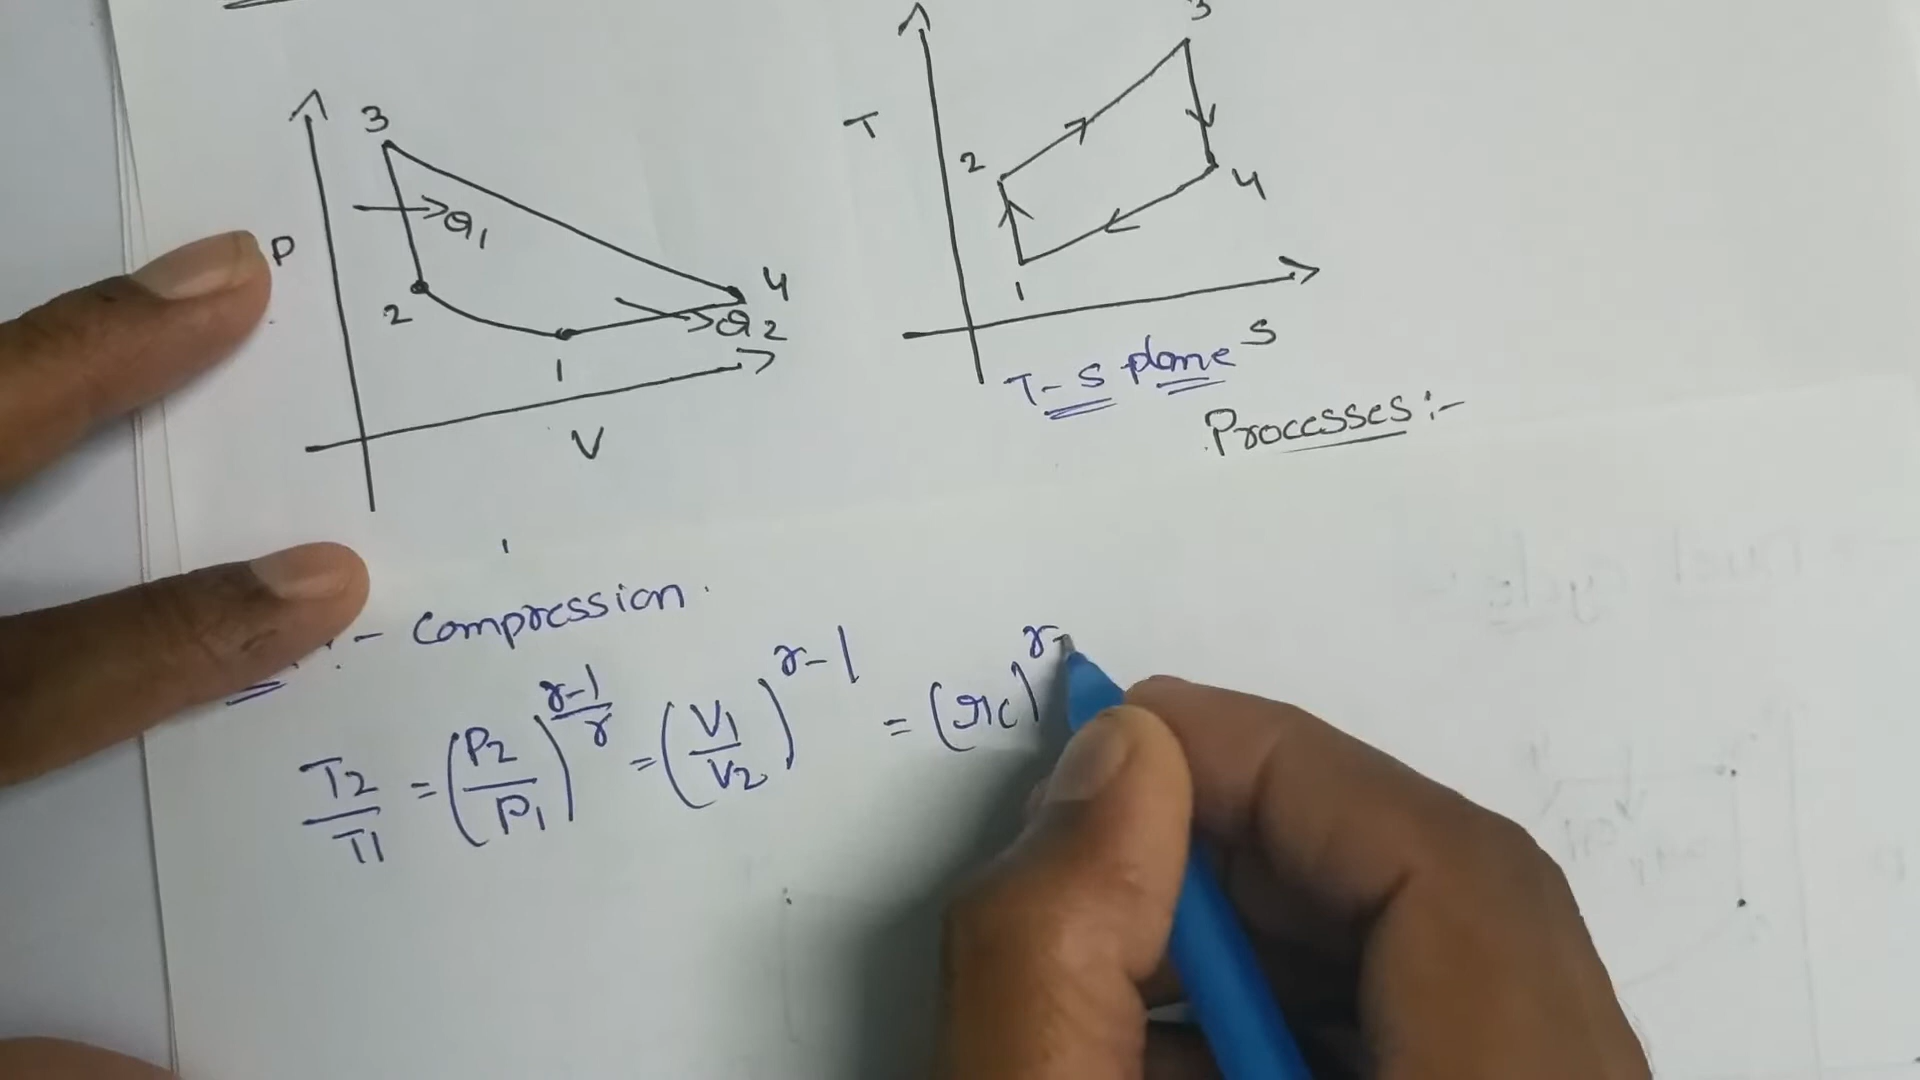 3
3
T
2
4
P
Q1
4
2
Q2
1
1
S
V
T-S plane
Processes :-
:- Compression.
T2/T1 = (P2/P1)^(γ-1)/γ = (V1/V2)^γ-1 = (rc)^γ-